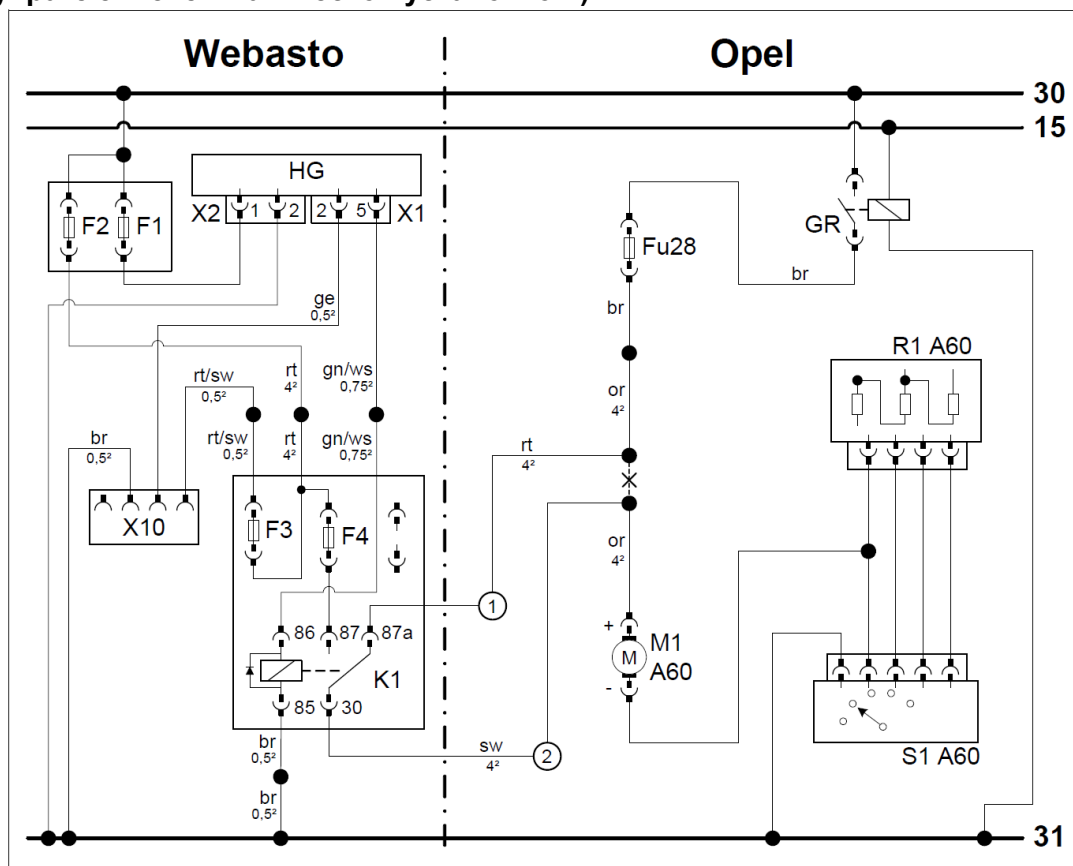 Webasto
Opel
30
15
HG
X2
1
2
2
5
X1
F2
F1
GR
Fu28
br
ge
0,5²
br
R1 A60
rt/sw
0,5²
rt
4²
gn/ws
0,75²
or
4²
br
0,5²
rt/sw
0,5²
rt
4²
gn/ws
0,75²
rt
4²
X10
F3
F4
or
4²
1
86
87
87a
+
M
M1
A60
-
K1
85
30
br
0,5²
sw
4²
2
S1 A60
br
0,5²
31